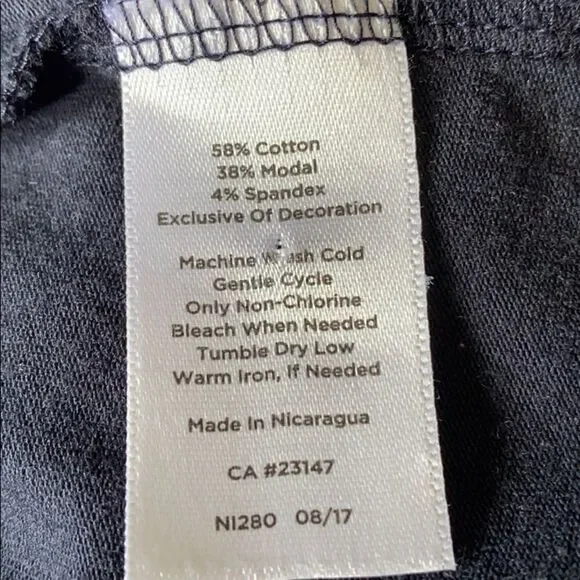 58% Cotton
38% Modal
4% Spandex
Exclusive Of Decoration
Machine Wash Cold
Gentle Cycle
Only Non-Chlorine
Bleach When Needed
Tumble Dry Low
Warm Iron, If Needed
Made In Nicaragua
CA #23147
NI280 08/17